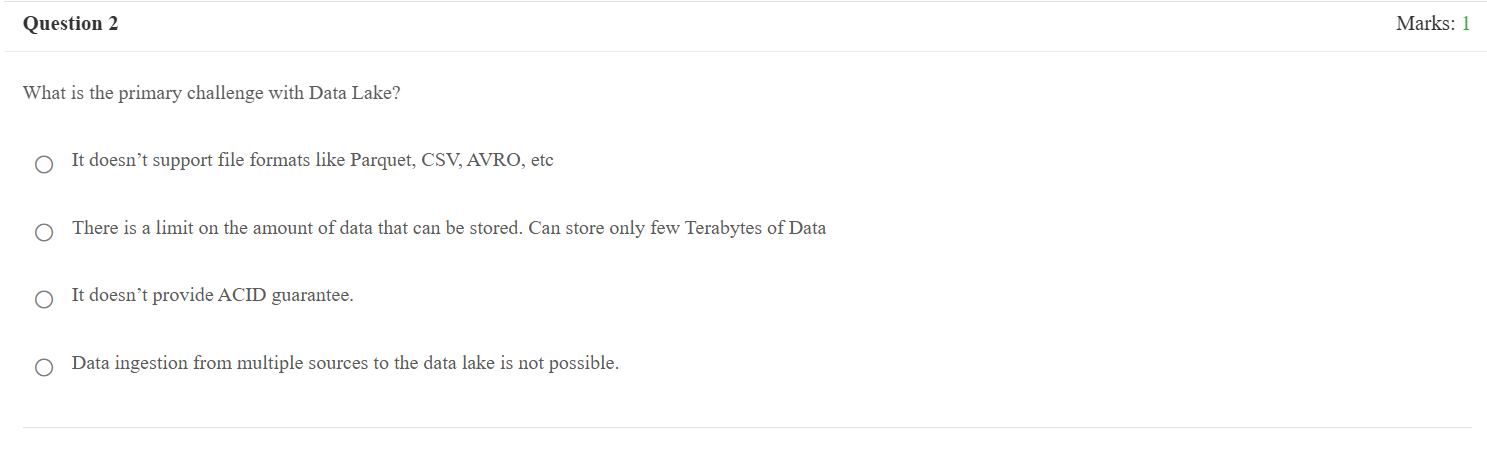 Question 2
Marks: 1
What is the primary challenge with Data Lake?
It doesn’t support file formats like Parquet, CSV, AVRO, etc
There is a limit on the amount of data that can be stored. Can store only few Terabytes of Data
It doesn’t provide ACID guarantee.
Data ingestion from multiple sources to the data lake is not possible.